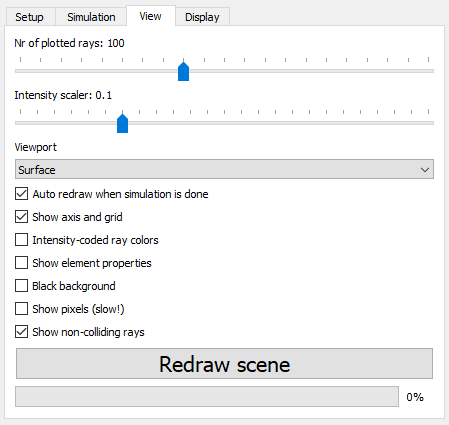 Setup Simulation View Display
Nr of plotted rays: 100
Intensity scaler: 0.1
Viewport
Surface
Auto redraw when simulation is done
Show axis and grid
Intensity-coded ray colors
Show element properties
Black background
Show pixels (slow!)
Show non-colliding rays
Redraw scene
0%